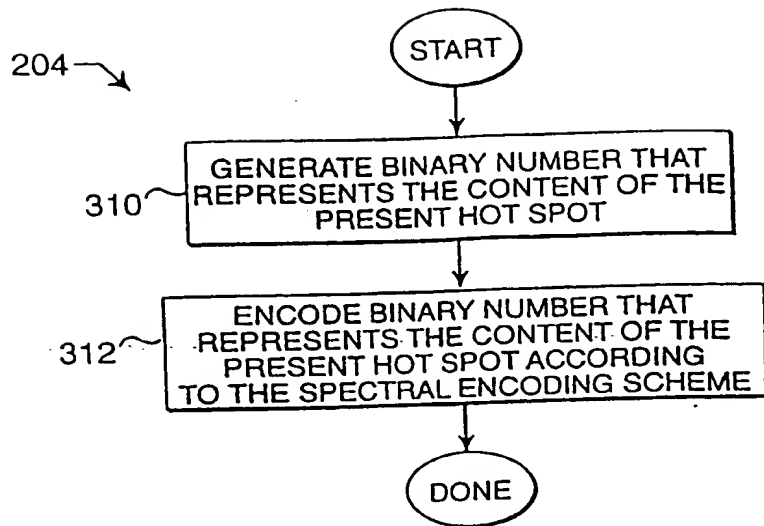 START
204
GENERATE BINARY NUMBER THAT
REPRESENTS THE CONTENT OF THE
PRESENT HOT SPOT
310
ENCODE BINARY NUMBER THAT
REPRESENTS THE CONTENT OF THE
PRESENT HOT SPOT ACCORDING
TO THE SPECTRAL ENCODING SCHEME
312
DONE